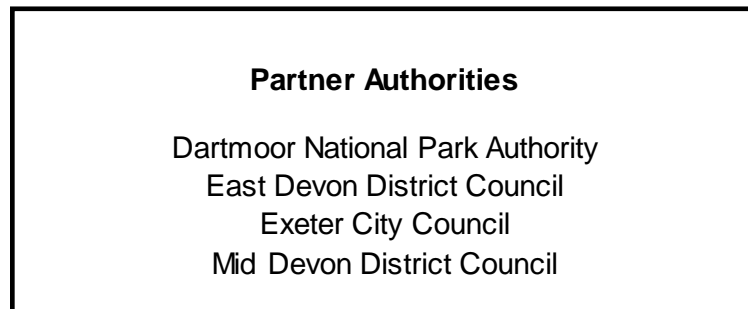 Partner Authorities
Dartmoor National Park Authority
East Devon District Council
Exeter City Council
Mid Devon District Council